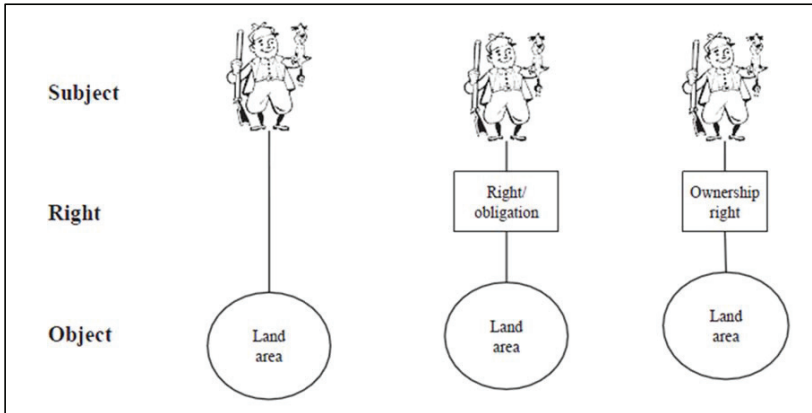 Subject
Right
Right/
obligation
Ownership
right
Object
Land
area
Land
area
Land
area